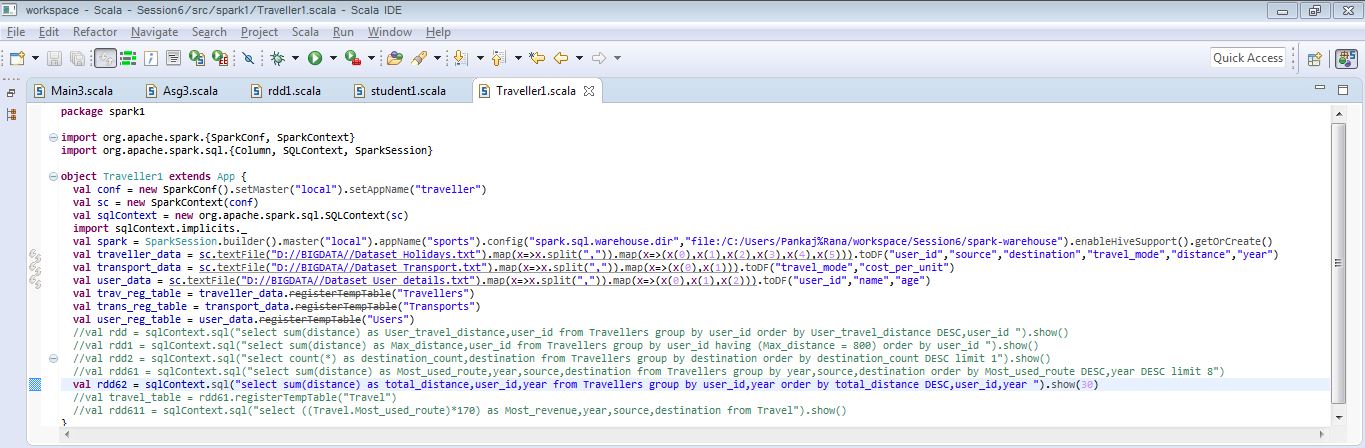 workspace - Scala - Session6/src/spark1/Traveller1.scala - Scala IDE
File Edit Refactor Navigate Search Project Scala Run Window Help
Quick Access
Main3.scala Asg3.scala rdd1.scala student1.scala Traveller1.scala
package spark1
import org.apache.spark.{SparkConf, SparkContext}
import org.apache.spark.sql.{Column, SQLContext, SparkSession}
object Traveller1 extends App {
val conf = new SparkConf().setMaster("local").setAppName("traveller")
val sc = new SparkContext(conf)
val sqlContext = new org.apache.spark.sql.SQLContext(sc)
import sqlContext.implicits._
val spark = SparkSession.builder().master("local").appName("sports").config("spark.sql.warehouse.dir","file:/C:/Users/Pankaj%Rana/workspace/Session6/spark-warehouse").enableHiveSupport().getOrCreate()
val traveller_data = sc.textFile("D://BIGDATA//Dataset_Holidays.txt").map(x=>x.split(",")).map(x=>(x(0),x(1),x(2),x(3),x(4),x(5))).toDF("user_id","source","destination","travel_mode","distance","year")
val transport_data = sc.textFile("D://BIGDATA//Dataset_Transport.txt").map(x=>x.split(",")).map(x=>(x(0),x(1))).toDF("travel_mode","cost_per_unit")
val user_data = sc.textFile("D://BIGDATA//Dataset_User_details.txt").map(x=>x.split(",")).map(x=>(x(0),x(1),x(2))).toDF("user_id","name","age")
val trav_reg_table = traveller_data.registerTempTable("Travellers")
val trans_reg_table = transport_data.registerTempTable("Transports")
val user_reg_table = user_data.registerTempTable("Users")
//val rdd = sqlContext.sql("select sum(distance) as User_travel_distance,user_id from Travellers group by user_id order by User_travel_distance DESC,user_id ").show()
//val rdd1 = sqlContext.sql("select sum(distance) as Max_distance,user_id from Travellers group by user_id having (Max_distance = 800) order by user_id ").show()
//val rdd2 = sqlContext.sql("select count(*) as destination_count,destination from Travellers group by destination order by destination_count DESC limit 1").show()
//val rdd61 = sqlContext.sql("select sum(distance) as Most_used_route,year,source,destination from Travellers group by year,source,destination order by Most_used_route DESC,year DESC limit 8")
val rdd62 = sqlContext.sql("select sum(distance) as total_distance,user_id,year from Travellers group by user_id,year order by total_distance DESC,user_id,year ").show(30)
//val travel_table = rdd61.registerTempTable("Travel")
//val rdd611 = sqlContext.sql("select ((Travel.Most_used_route)*170) as Most_revenue,year,source,destination from Travel").show()
}